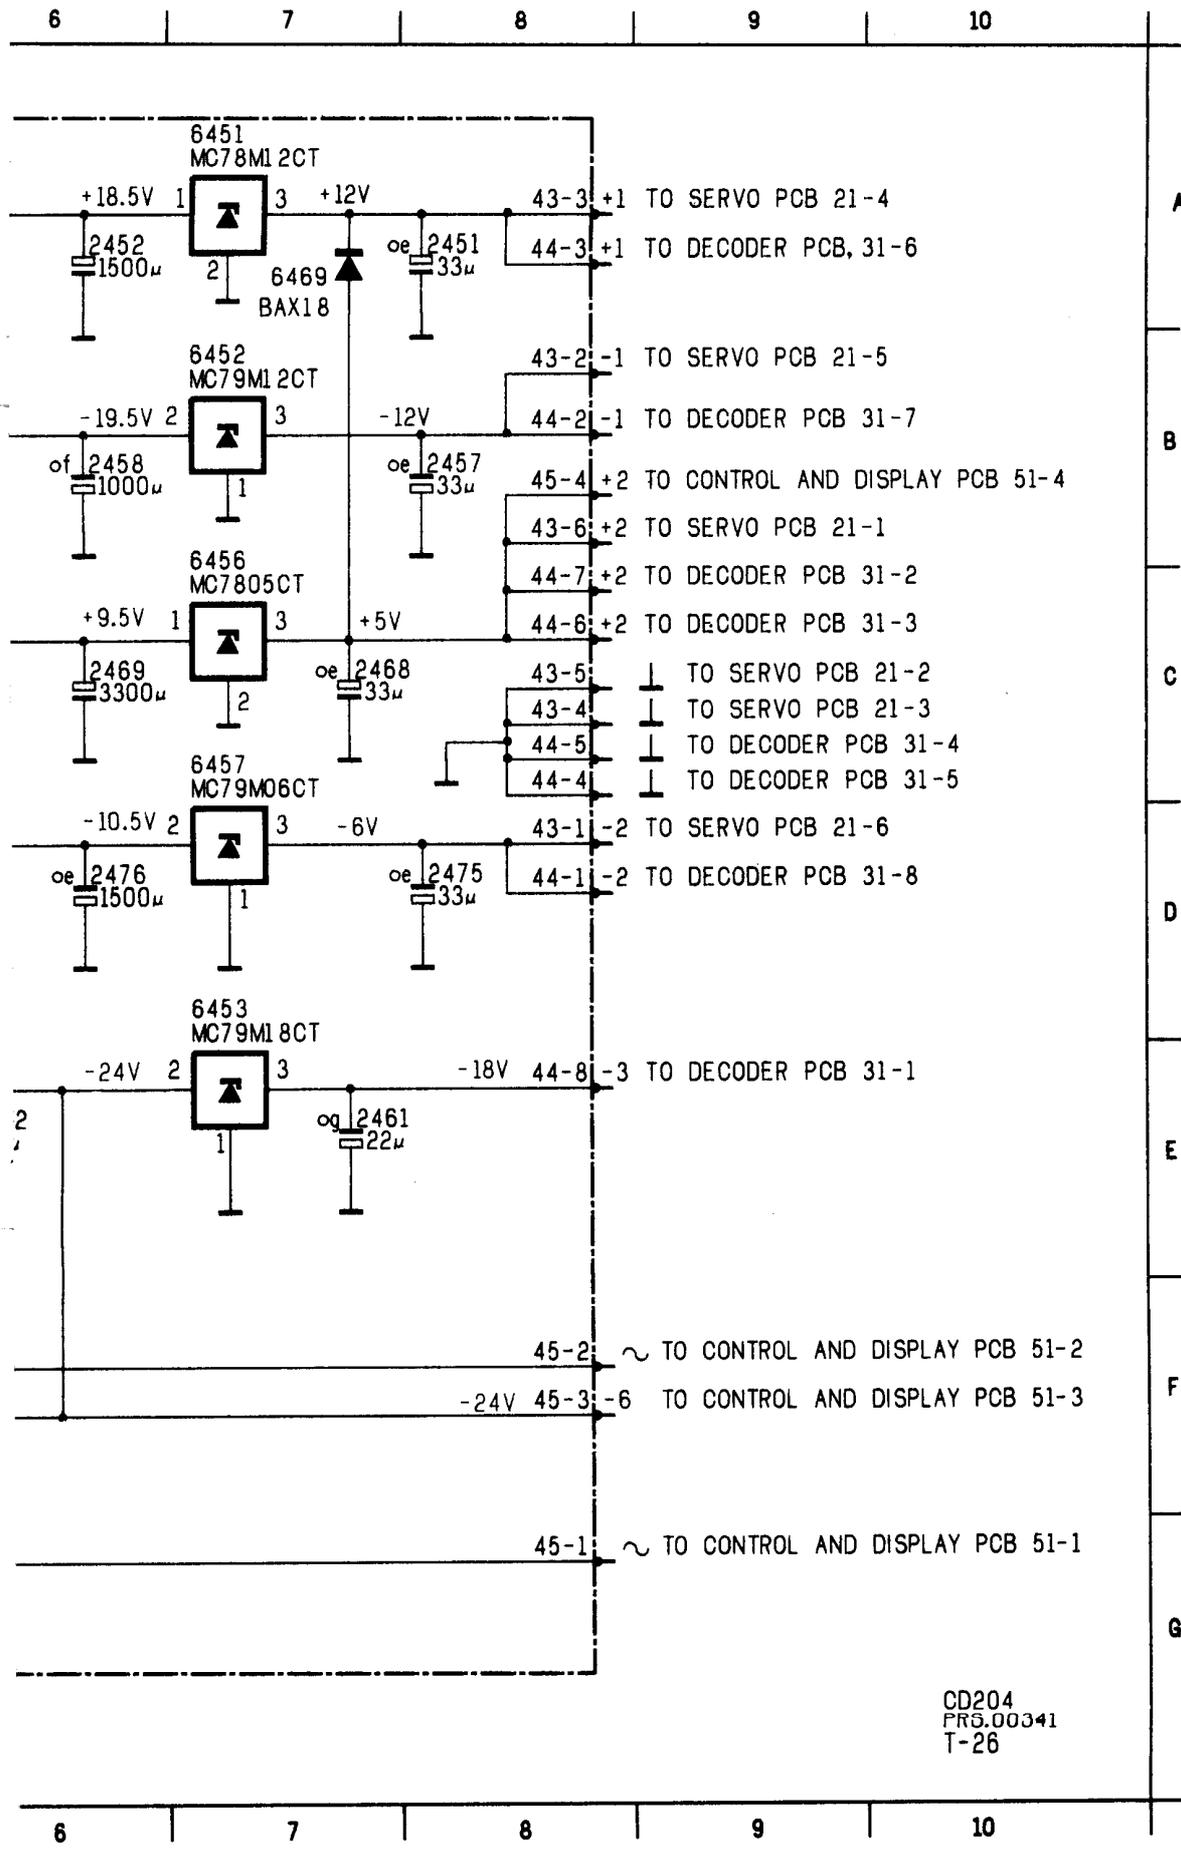 6 7 8 9 10
6451
MC78M12CT
+18.5V 1 3 +12V 43-3 +1 TO SERVO PCB 21-4
A
2452 oe 2451 44-3 +1 TO DECODER PCB, 31-6
1500µ 2 6469 33µ
BAX18
6452 43-2 -1 TO SERVO PCB 21-5
MC79M12CT
-19.5V 2 3 -12V 44-2 -1 TO DECODER PCB 31-7
B
of 2458 oe 2457 45-4 +2 TO CONTROL AND DISPLAY PCB 51-4
1000µ 1 33µ
43-6 +2 TO SERVO PCB 21-1
6456
MC7805CT 44-7 +2 TO DECODER PCB 31-2
+9.5V 1 3 +5V 44-6 +2 TO DECODER PCB 31-3
2469 oe 2468 43-5 TO SERVO PCB 21-2
C
3300µ 2 33µ
43-4 TO SERVO PCB 21-3
44-5 TO DECODER PCB 31-4
6457
MC79M06CT 44-4 TO DECODER PCB 31-5
-10.5V 2 3 -6V 43-1 -2 TO SERVO PCB 21-6
oe 2476 oe 2475 44-1 -2 TO DECODER PCB 31-8
1500µ 1 33µ
D
6453
MC79M18CT
-24V 2 3 -18V 44-8 -3 TO DECODER PCB 31-1
2 og 2461
µ 1 22µ
E
45-2 ~ TO CONTROL AND DISPLAY PCB 51-2
F
-24V 45-3 -6 TO CONTROL AND DISPLAY PCB 51-3
45-1 ~ TO CONTROL AND DISPLAY PCB 51-1
G
CD204
PRS.00341
T-26
6 7 8 9 10